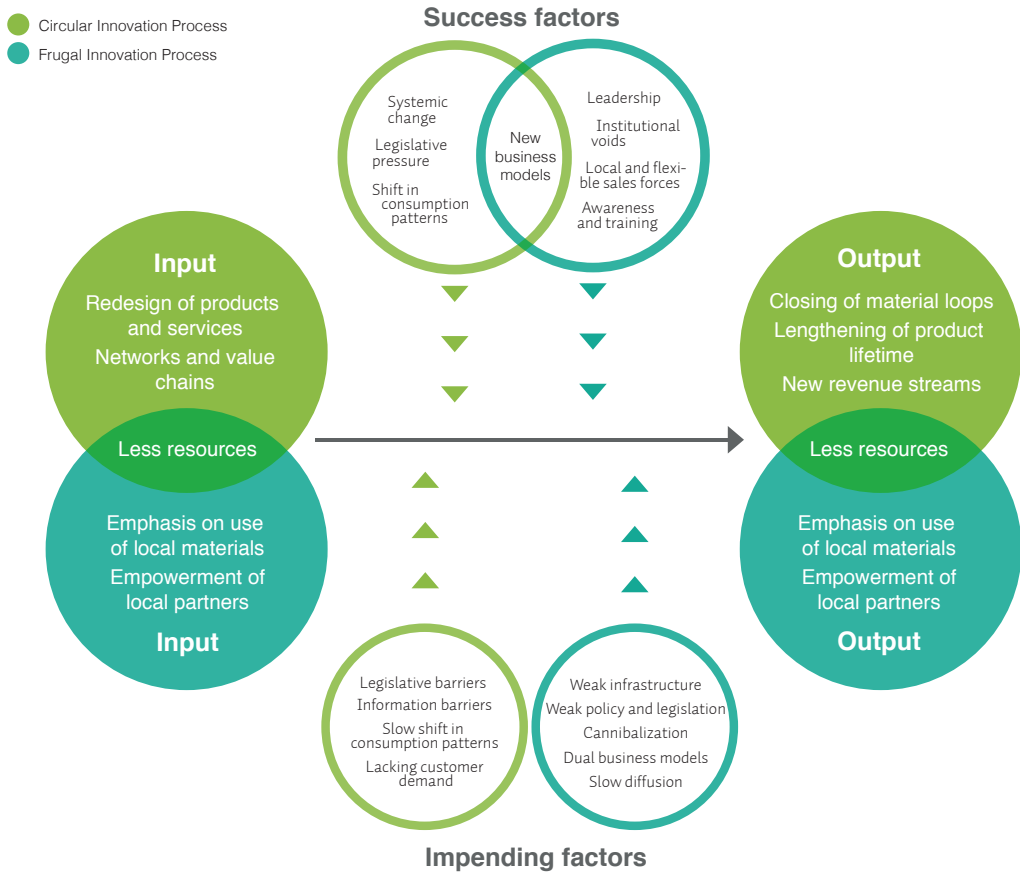 Circular Innovation Process
Frugal Innovation Process
Success factors
Systemic
change
Legislative
pressure
Shift in
consumption
patterns
New
business
models
Leadership
Institutional
voids
Local and flexi-
ble sales forces
Awareness
and training
Input
Redesign of products
and services
Networks and value
chains
Less resources
Emphasis on use
of local materials
Empowerment of
local partners
Input
Output
Closing of material loops
Lengthening of product
lifetime
New revenue streams
Less resources
Emphasis on use
of local materials
Empowerment of
local partners
Output
Legislative barriers
Information barriers
Slow shift in
consumption patterns
Lacking customer
demand
Weak infrastructure
Weak policy and legislation
Cannibalization
Dual business models
Slow diffusion
Impending factors